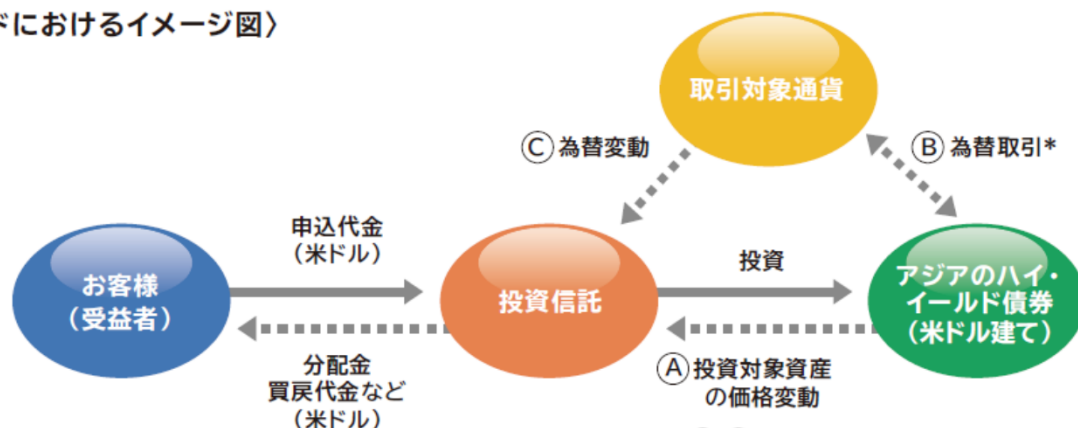 ドにおけるイメージ図〉
取引対象通貨
Ⓒ為替変動
Ⓑ為替取引*
申込代金
（米ドル）
投資
お客様
（受益者）
投資信託
アジアのハイ・
イールド債券
（米ドル建て）
分配金
買戻代金など
（米ドル）
Ⓐ投資対象資産
の価格変動